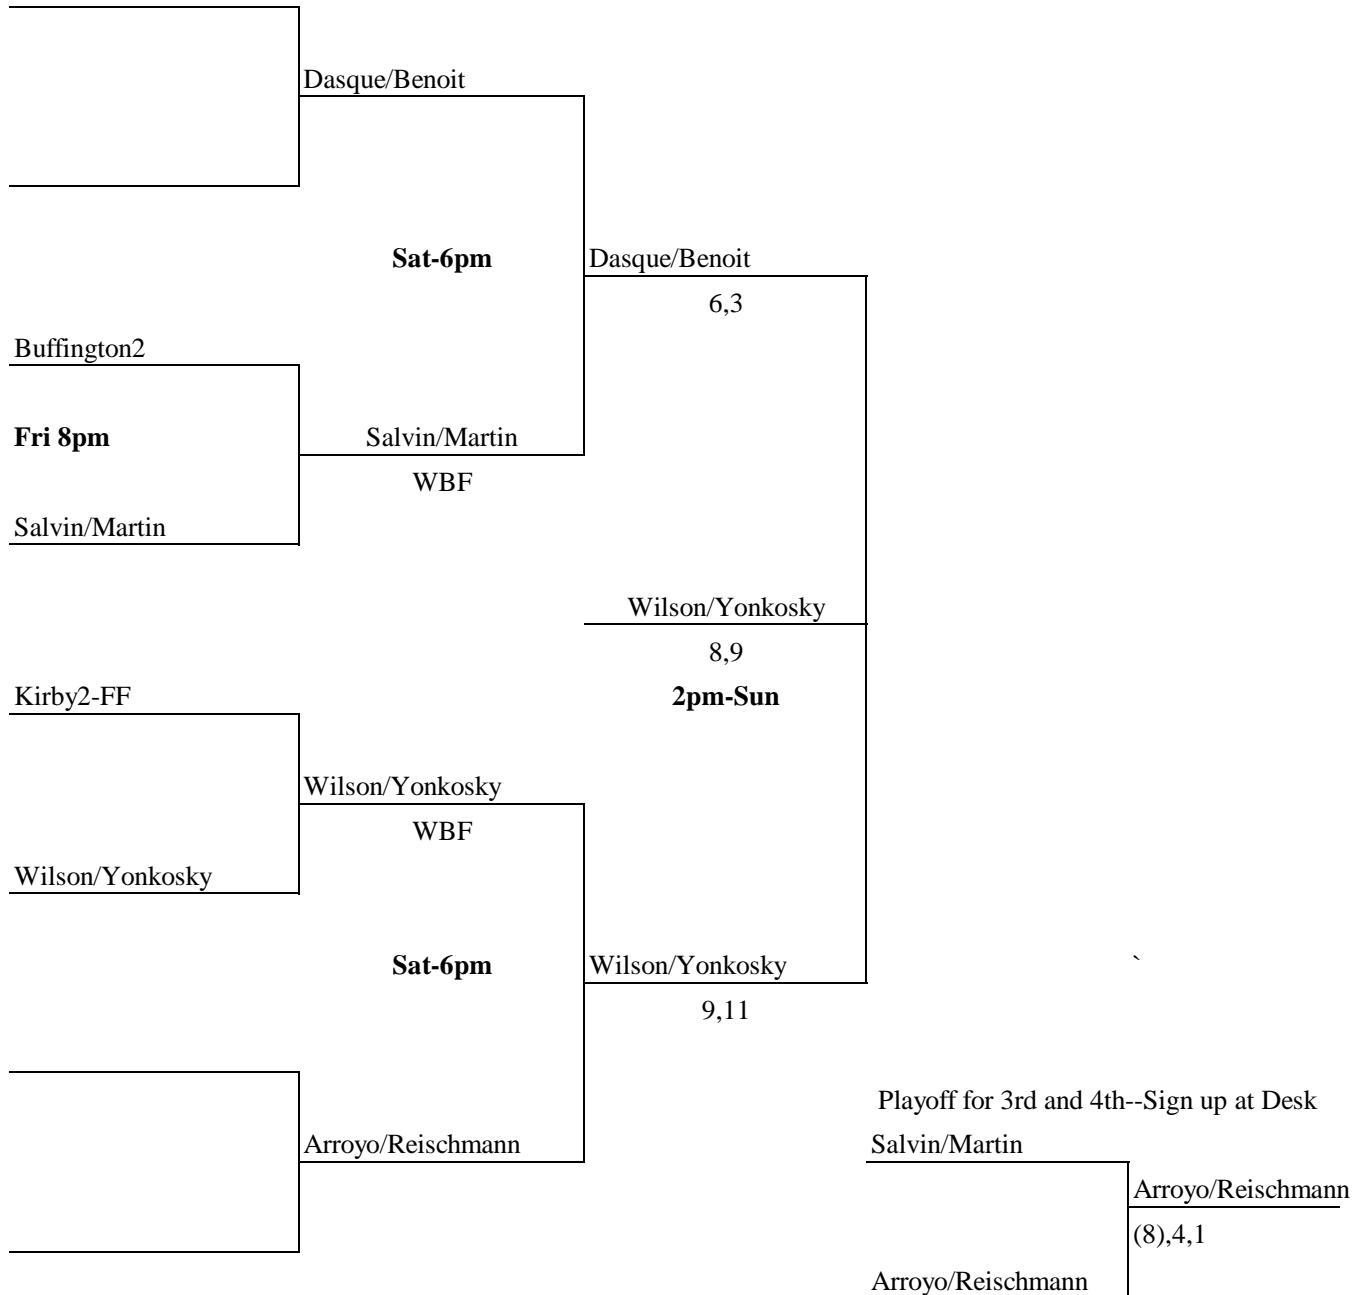 Dasque/Benoit
Sat-6pm
Dasque/Benoit
6,3
Buffington2
Fri 8pm
Salvin/Martin
WBF
Salvin/Martin
Wilson/Yonkosky
8,9
2pm-Sun
Kirby2-FF
Wilson/Yonkosky
WBF
Wilson/Yonkosky
Sat-6pm
Wilson/Yonkosky
`
9,11
Playoff for 3rd and 4th--Sign up at Desk
Arroyo/Reischmann
Salvin/Martin
Arroyo/Reischmann
(8),4,1
Arroyo/Reischmann